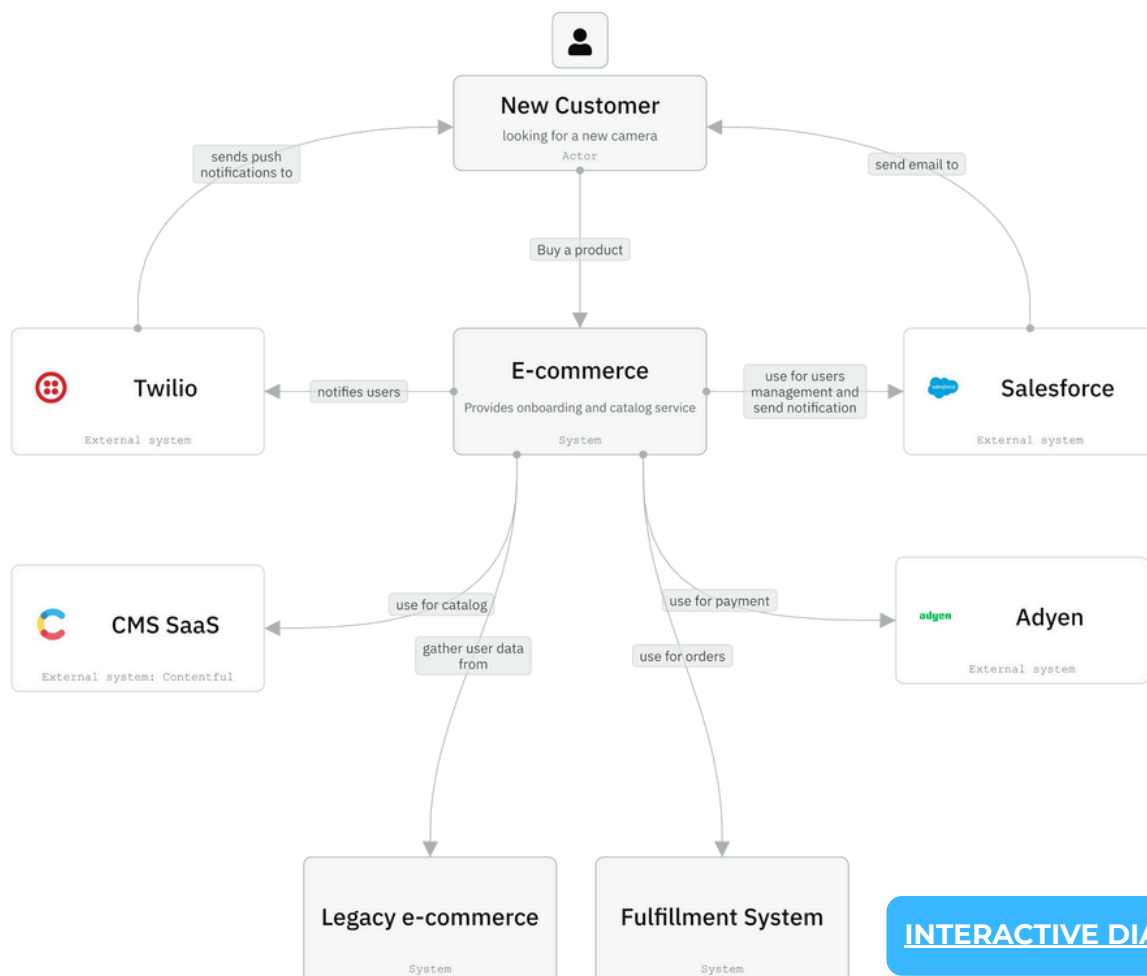 New Customer
looking for a new camera
Actor
sends push
notifications to
send email to
Buy a product
Twilio
External system
notifies users
E-commerce
Provides onboarding and catalog service
System
use for users
management and
send notification
salesforce
Salesforce
External system
CMS SaaS
External system: Contentful
use for catalog
gather user data
from
use for payment
use for orders
adyen
Adyen
External system
Legacy e-commerce
System
Fulfillment System
System
INTERACTIVE DIA